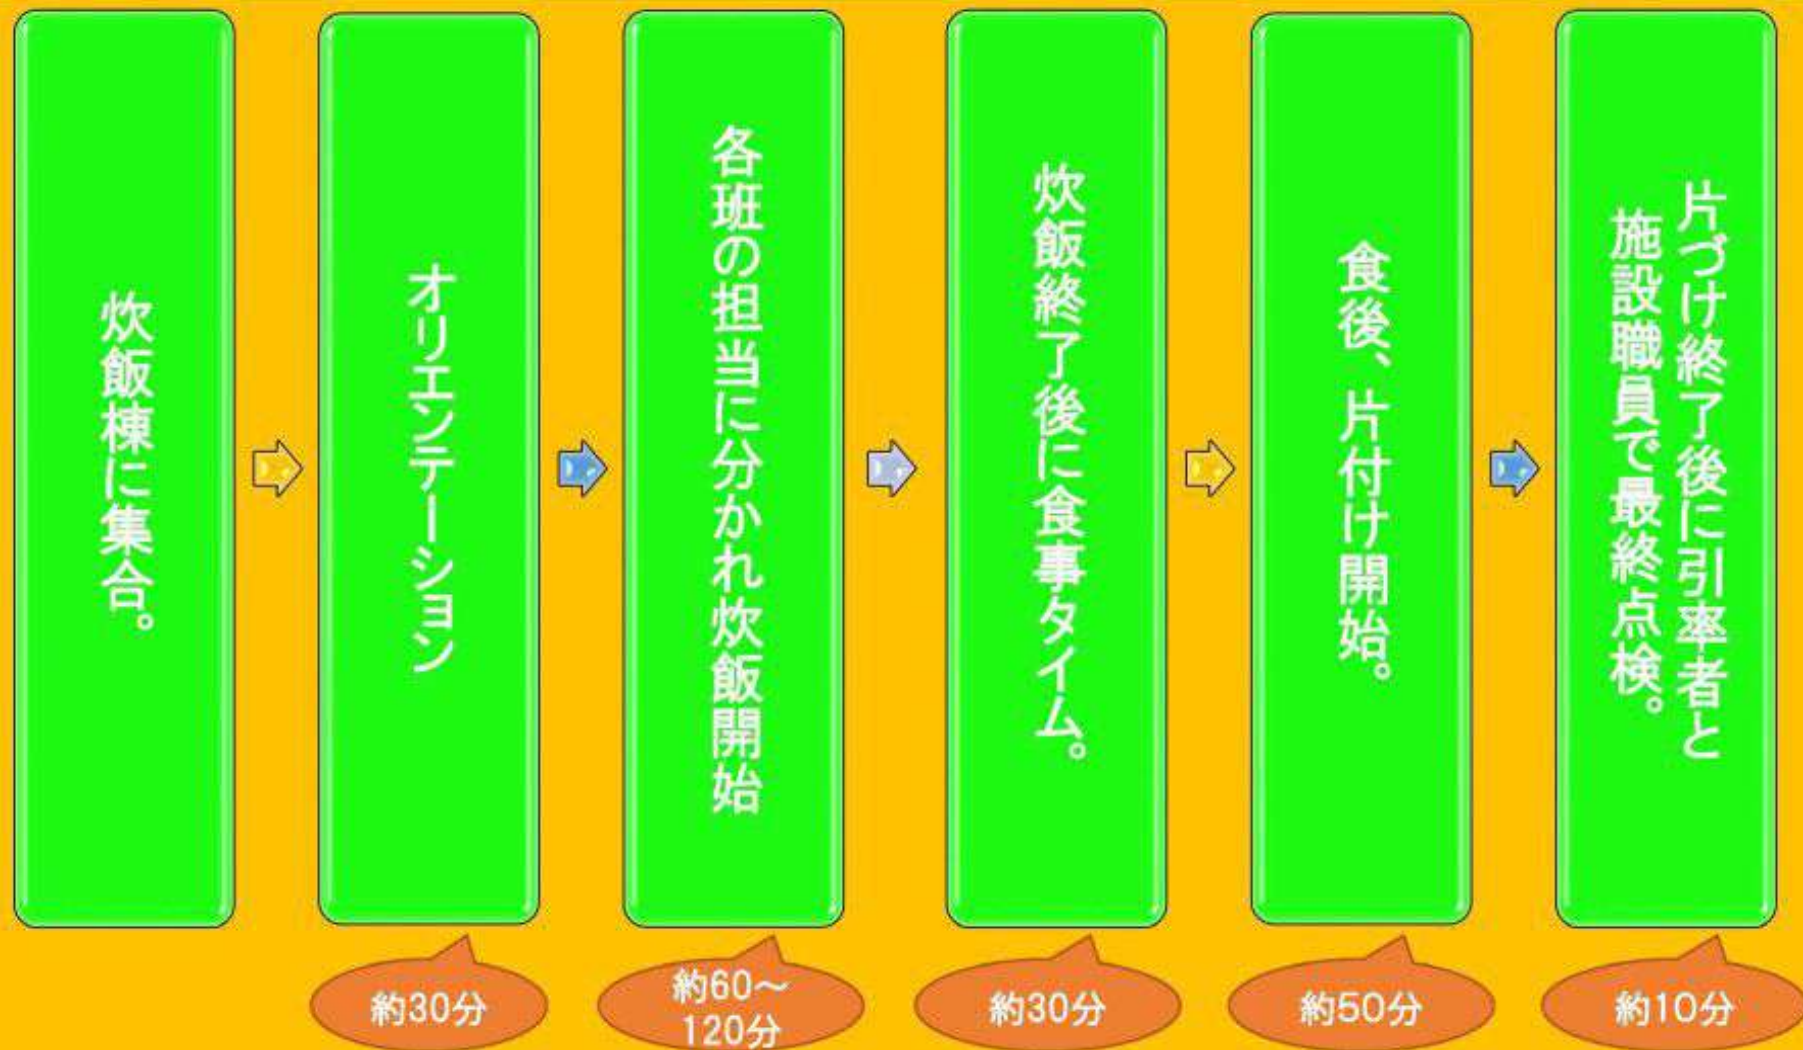 炊飯棟に集合。
オリエンテーション
各班の担当に分かれ炊飯開始
炊飯終了後に食事タイム。
食後、片付け開始。
片づけ終了後に引率者と
施設職員で最終点検。
約30分
約60～
120分
約30分
約50分
約10分